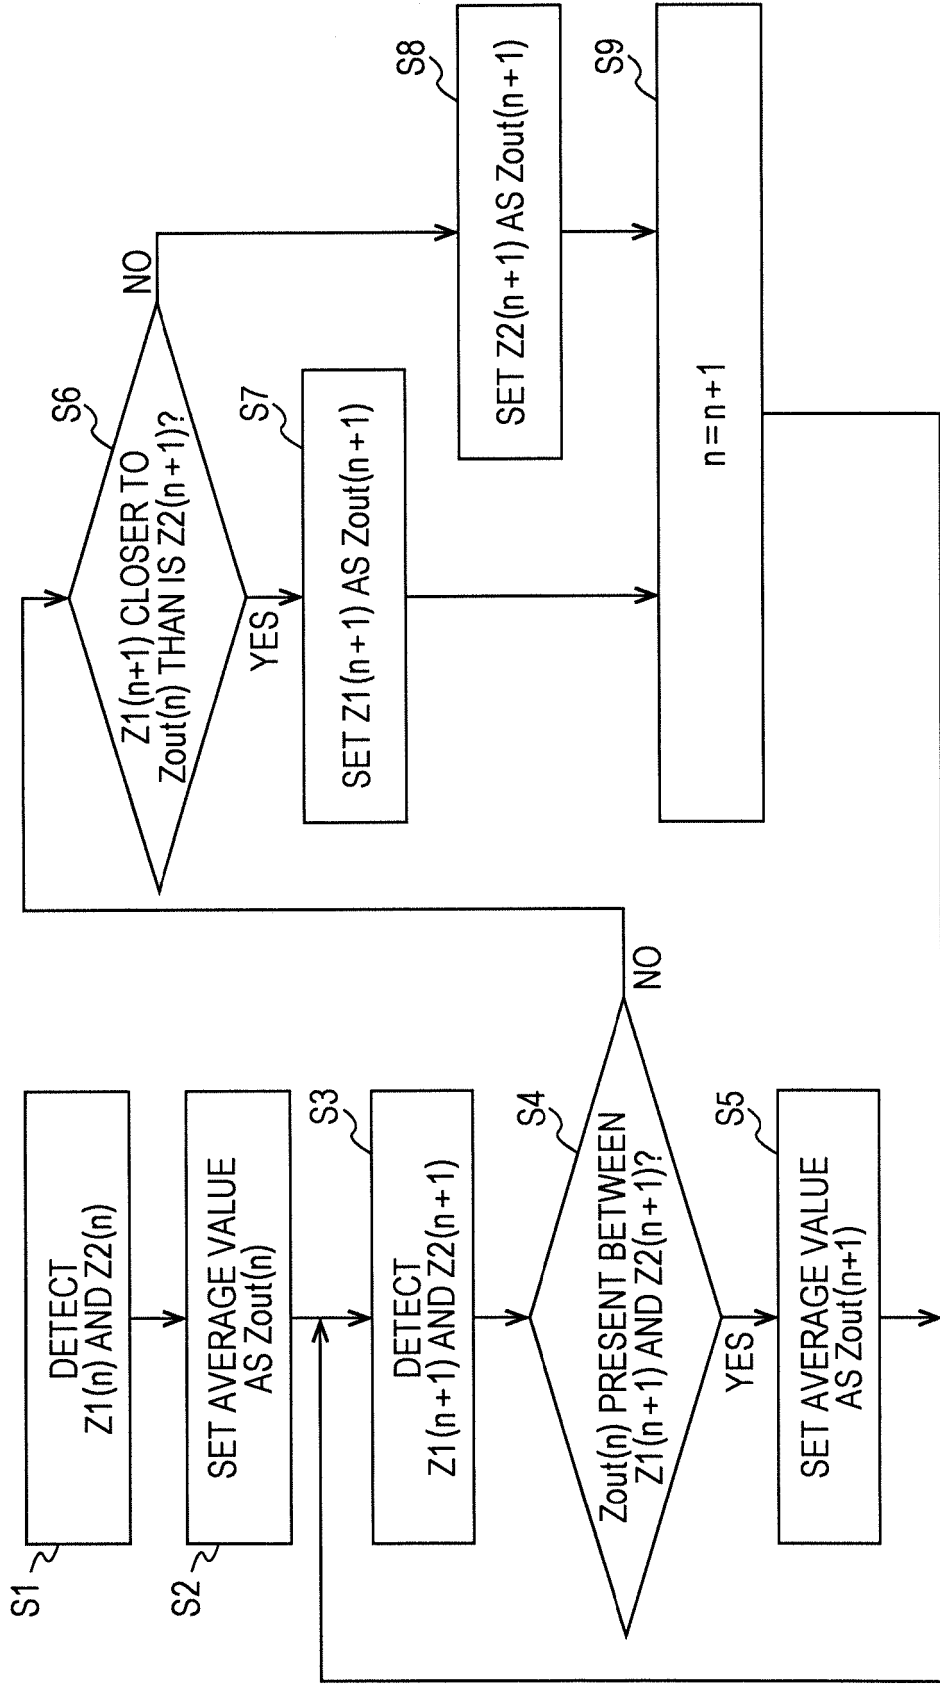 S1
DETECT
Z1(n) AND Z2(n)
S2
SET AVERAGE VALUE
AS Zout(n)
S3
DETECT
Z1(n+1) AND Z2(n+1)
S4
Zout(n) PRESENT BETWEEN
Z1(n+1) AND Z2(n+1)?
NO
YES
S5
SET AVERAGE VALUE
AS Zout(n+1)
S6
Z1(n+1) CLOSER TO
Zout(n) THAN IS Z2(n+1)?
NO
YES
S7
SET Z1(n+1) AS Zout(n+1)
S8
SET Z2(n+1) AS Zout(n+1)
S9
n=n+1